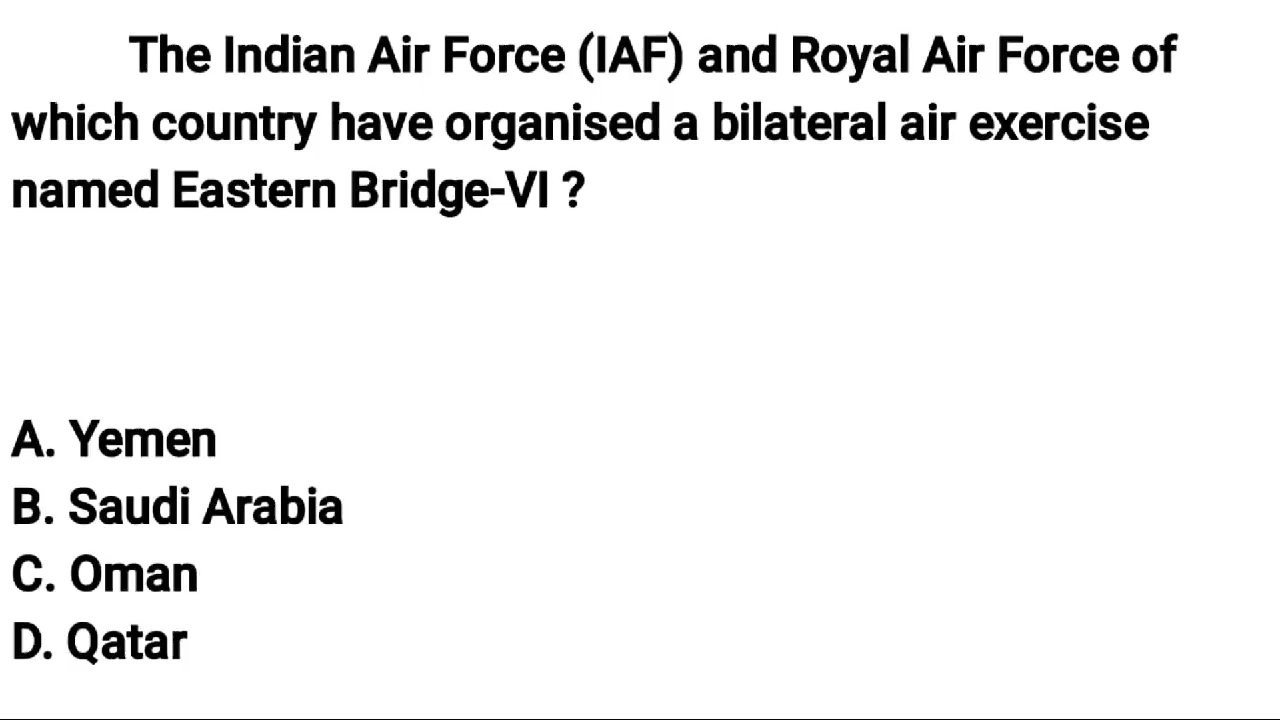 The Indian Air Force (IAF) and Royal Air Force of
which country have organised a bilateral air exercise
named Eastern Bridge-VI ?
A. Yemen
B. Saudi Arabia
C. Oman
D. Qatar